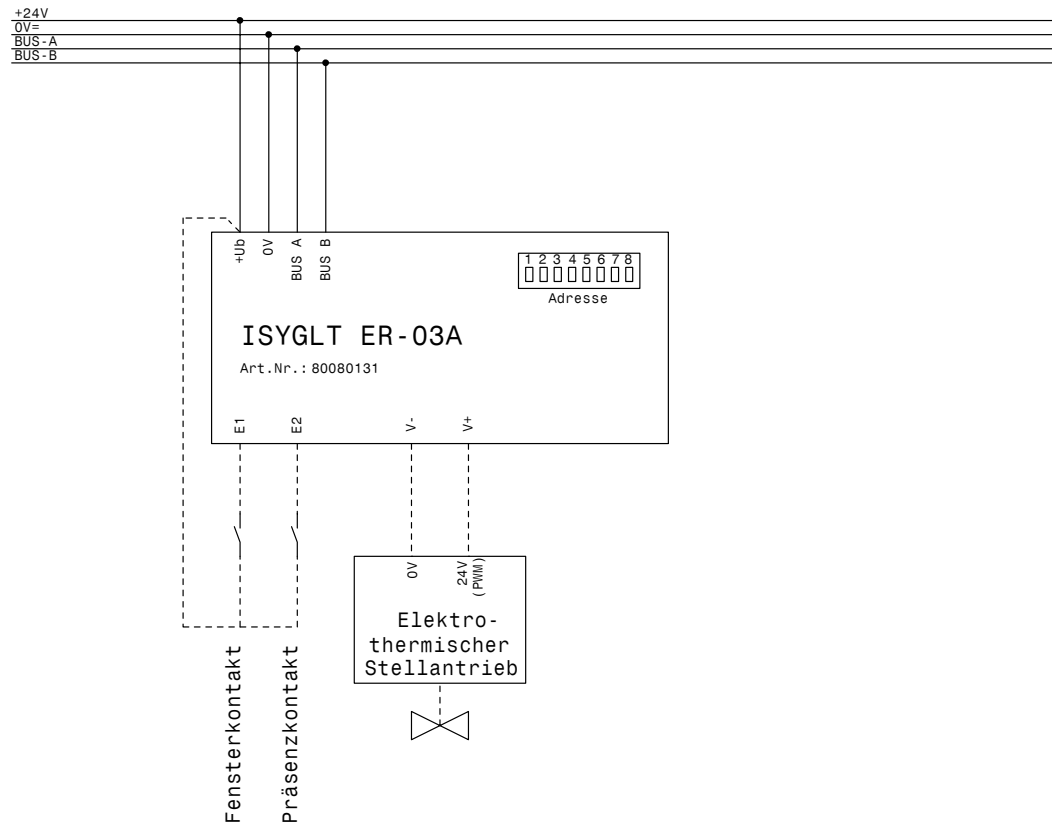 +24V
0V=
BUS-A
BUS-B
+Ub
0V
BUS A
BUS B
1 2 3 4 5 6 7 8
Adresse
ISYGLT ER-03A
Art.Nr.: 80080131
E1
E2
V-
V+
0V
24V
(PWM)
Elektro-
thermischer
Stellantrieb
Fensterkontakt
Präsenzkontakt